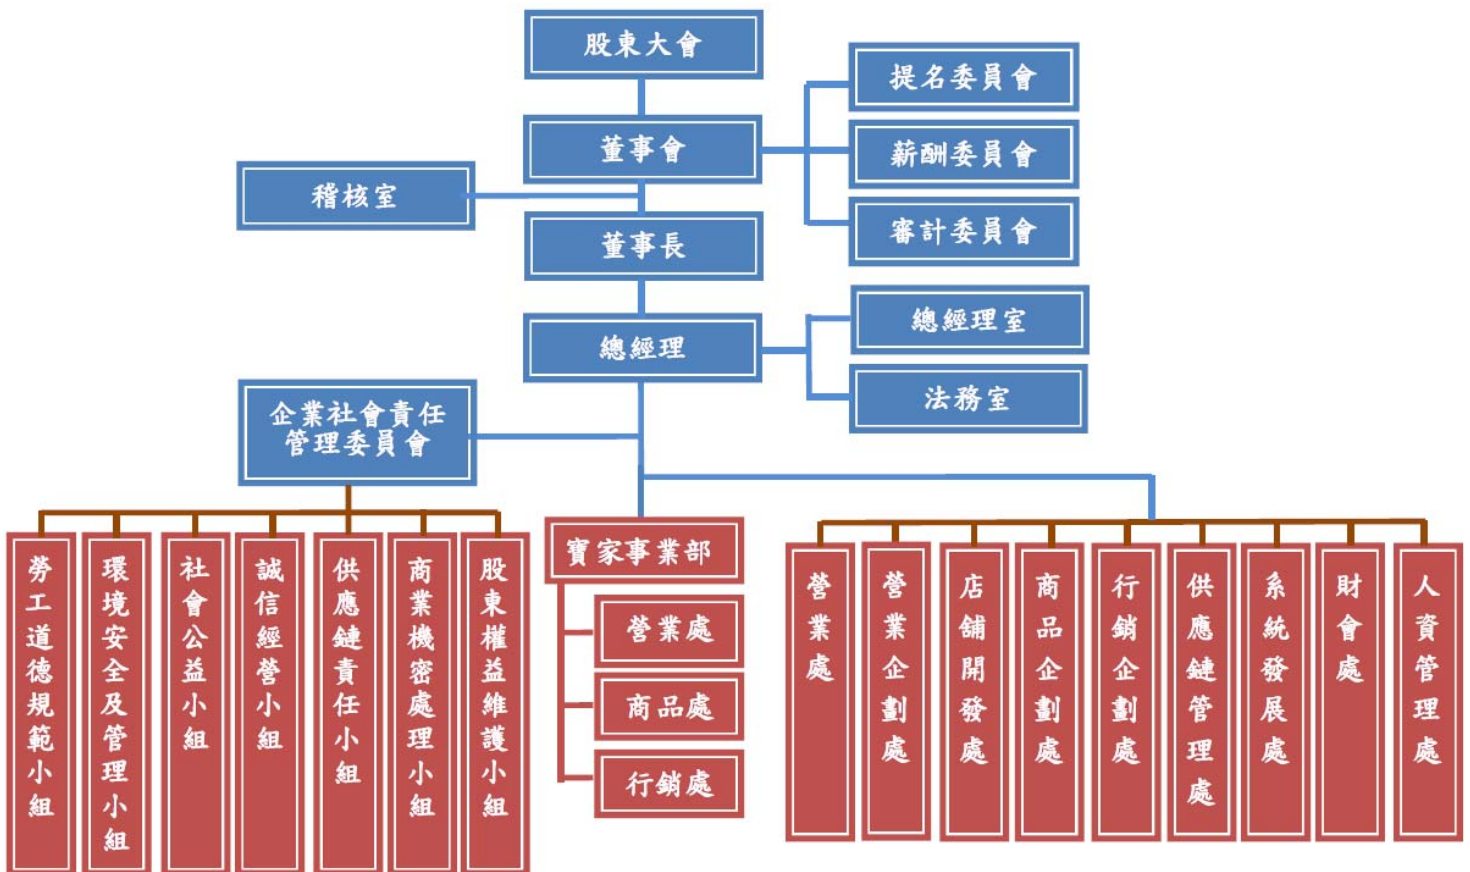 股東大會
提名委員會
董事會
薪酬委員會
稽核室
審計委員會
董事長
總經理室
總經理
法務室
企業社會責任
管理委員會
寶家事業部
營業處
商品處
行銷處
勞工道德規範小組
環境安全及管理小組
社會公益小組
誠信經營小組
供應鏈責任小組
商業機密處理小組
股東權益維護小組
營業處
營業企劃處
店舖開發處
商品企劃處
行銷企劃處
供應鏈管理處
系統發展處
財會處
人資管理處